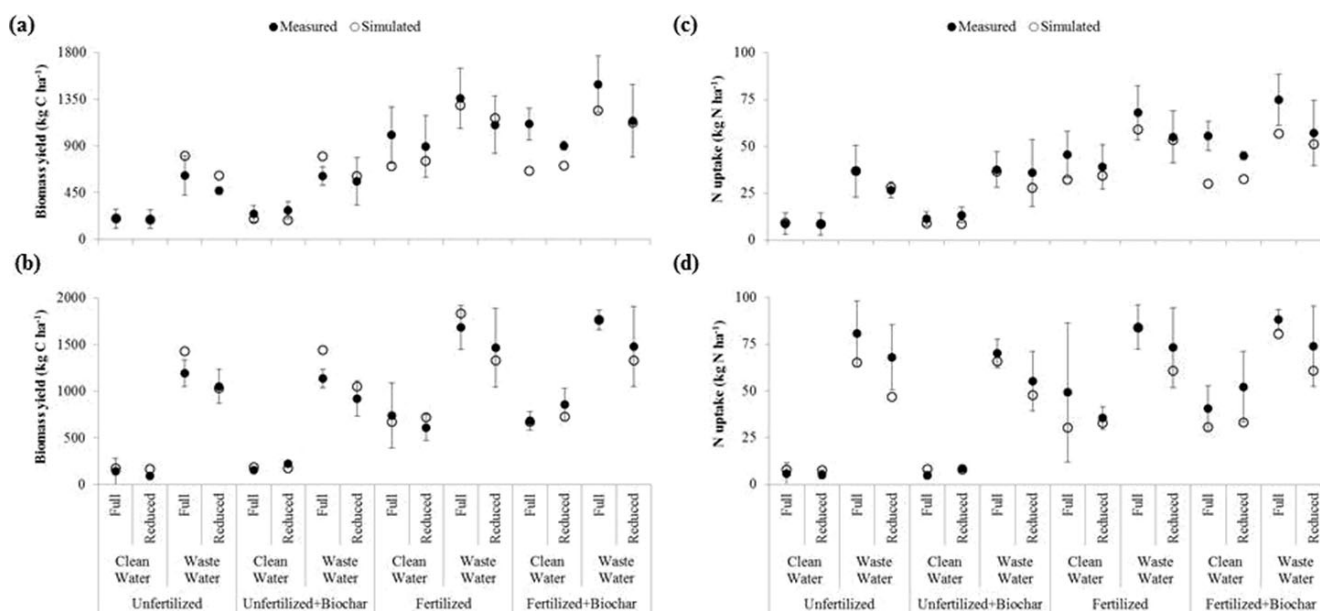 (a)
Measured Simulated
Biomass yield (kg C ha⁻¹)
1800
1350
900
450
0
(c)
Measured Simulated
N uptake (kg N ha⁻¹)
100
75
50
25
0
(b)
Biomass yield (kg C ha⁻¹)
2000
1500
1000
500
0
Full Reduced Full Reduced Full Reduced Full Reduced Full Reduced Full Reduced Full Reduced Full Reduced
Clean Water Waste Water Clean Water Waste Water Clean Water Waste Water Clean Water Waste Water
Unfertilized Unfertilized+Biochar Fertilized Fertilized+Biochar
(d)
N uptake (kg N ha⁻¹)
100
75
50
25
0
Full Reduced Full Reduced Full Reduced Full Reduced Full Reduced Full Reduced Full Reduced Full Reduced
Clean Water Waste Water Clean Water Waste Water Clean Water Waste Water Clean Water Waste Water
Unfertilized Unfertilized+Biochar Fertilized Fertilized+Biochar